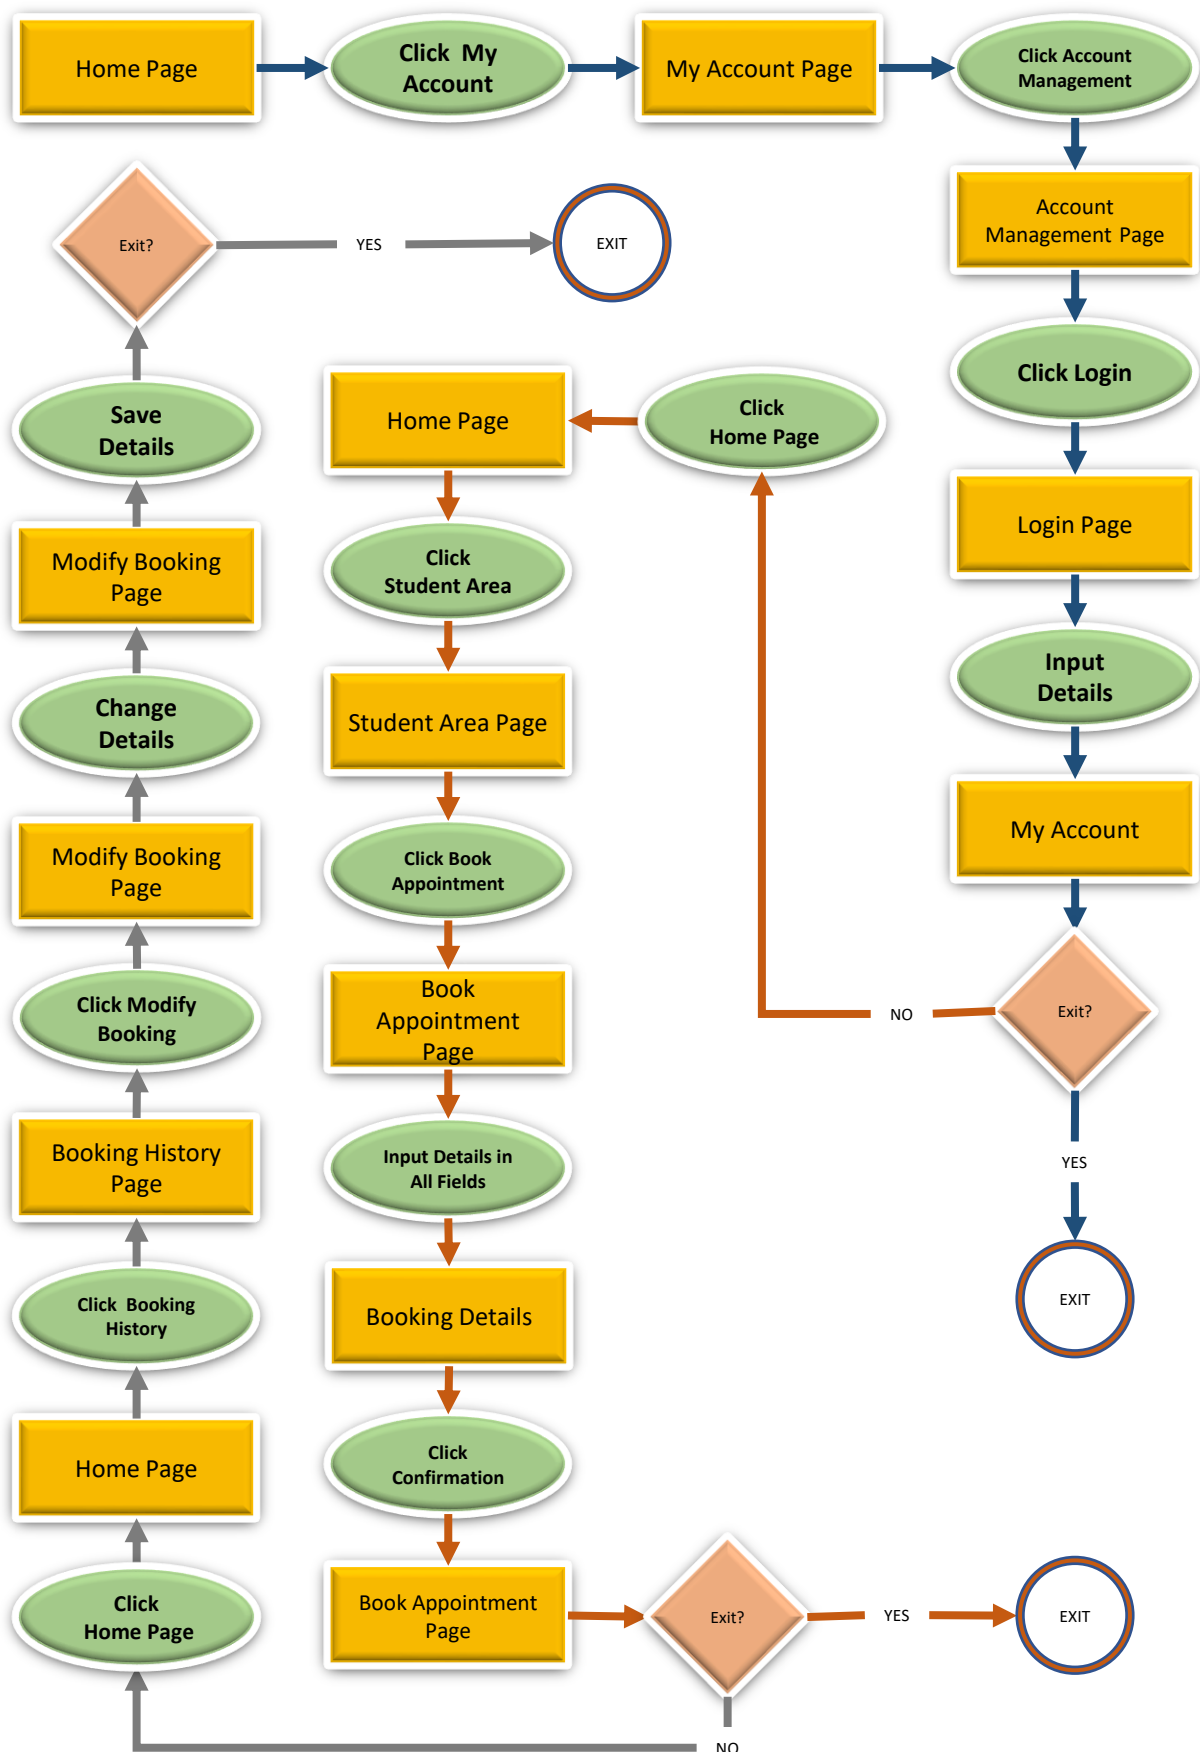 Home Page
Click My
Account
My Account Page
Click Account
Management
Account
Management Page
Click Login
Login Page
Input
Details
My Account
Exit?
YES
EXIT
NO
Click
Home Page
Home Page
Click
Student Area
Student Area Page
Click Book
Appointment
Book
Appointment
Page
Input Details in
All Fields
Booking Details
Click
Confirmation
Book Appointment
Page
Exit?
YES
EXIT
NO
Click
Home Page
Home Page
Click Booking
History
Booking History
Page
Click Modify
Booking
Modify Booking
Page
Change
Details
Modify Booking
Page
Save
Details
Exit?
YES
EXIT